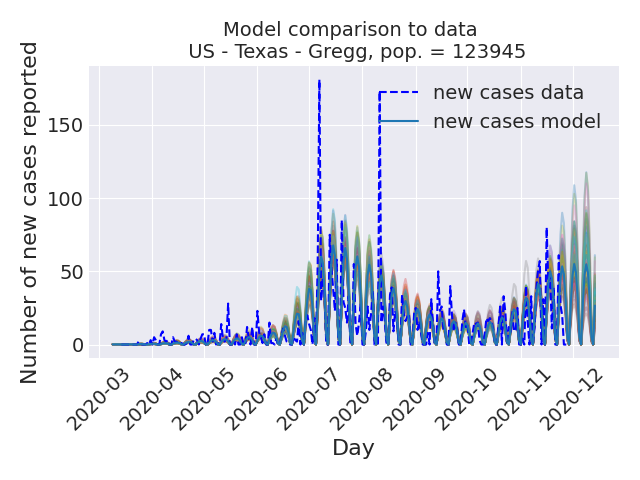 Model comparison to data
US - Texas - Gregg, pop. = 123945
Number of new cases reported
150
100
50
0
new cases data
new cases model
2020-03
2020-04
2020-05
2020-06
2020-07
2020-08
2020-09
2020-10
2020-11
2020-12
Day